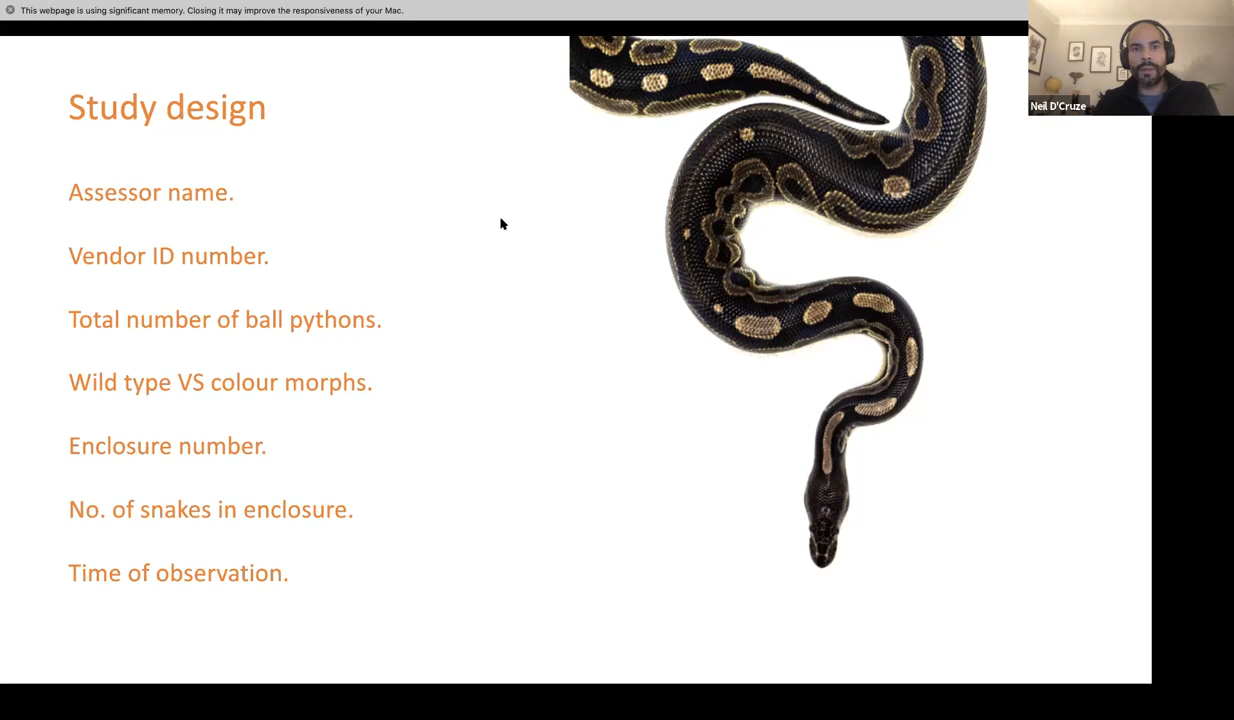 This webpage is using significant memory. Closing it may improve the responsiveness of your Mac.
Neil D'Cruze
Study design
Assessor name.
Vendor ID number.
Total number of ball pythons.
Wild type VS colour morphs.
Enclosure number.
No. of snakes in enclosure.
Time of observation.